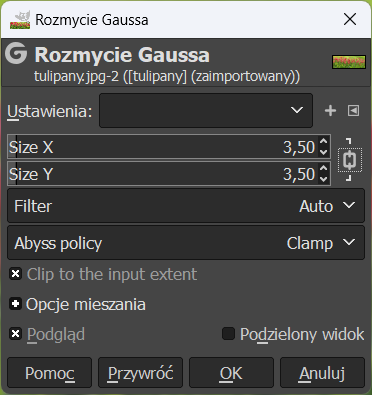 Rozmycie Gaussa
Rozmycie Gaussa
tulipany.jpg-2 ([tulipany] (zaimportowany))
Ustawienia:
Size X 3,50
Size Y 3,50
Filter Auto
Abyss policy Clamp
Clip to the input extent
Opcje mieszania
Podgląd Podzielony widok
Pomoc Przywróć OK Anuluj